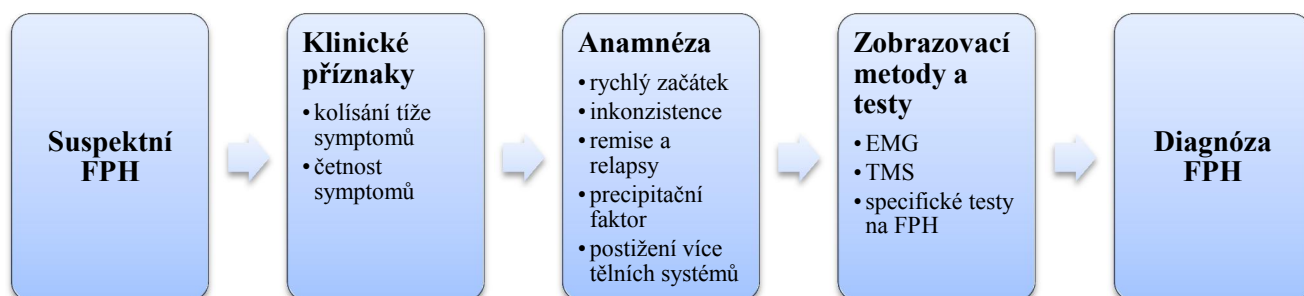 Suspektní
FPH
Klinické
příznaky
• kolísání tíže
symptomů
• četnost
symptomů
Anamnéza
• rychlý začátek
• inkonzistence
• remise a
relapsy
• precipitační
faktor
• postižení více
tělních systémů
Zobrazovací
metody a
testy
• EMG
• TMS
• specifické testy
na FPH
Diagnóza
FPH